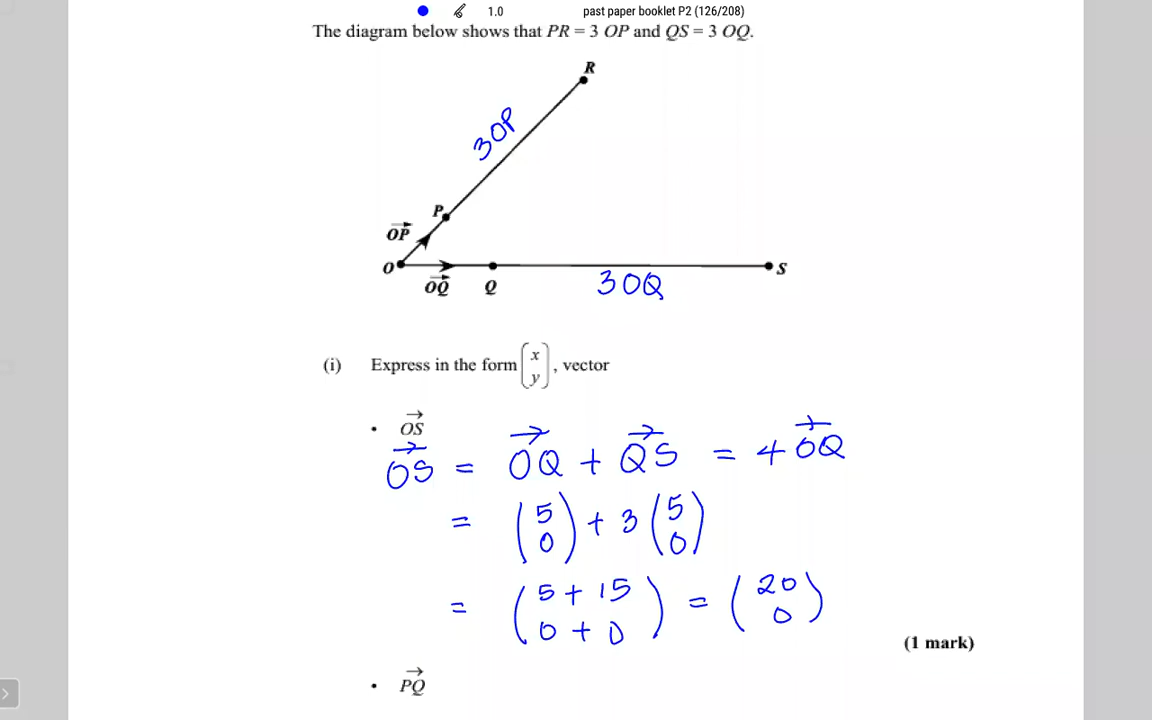 1.0 past paper booklet P2 (126/208)
The diagram below shows that PR = 3 OP and QS = 3 OQ.
R
3OP
P
OP→
O
S
OQ→ Q 3OQ
(i) Express in the form (x y), vector
• OS→
OS→ = OQ→ + QS→ = 4 OQ→
= (5 0) + 3 (5 0)
= (5 + 15 0 + 0) = (20 0)
(1 mark)
• PQ→